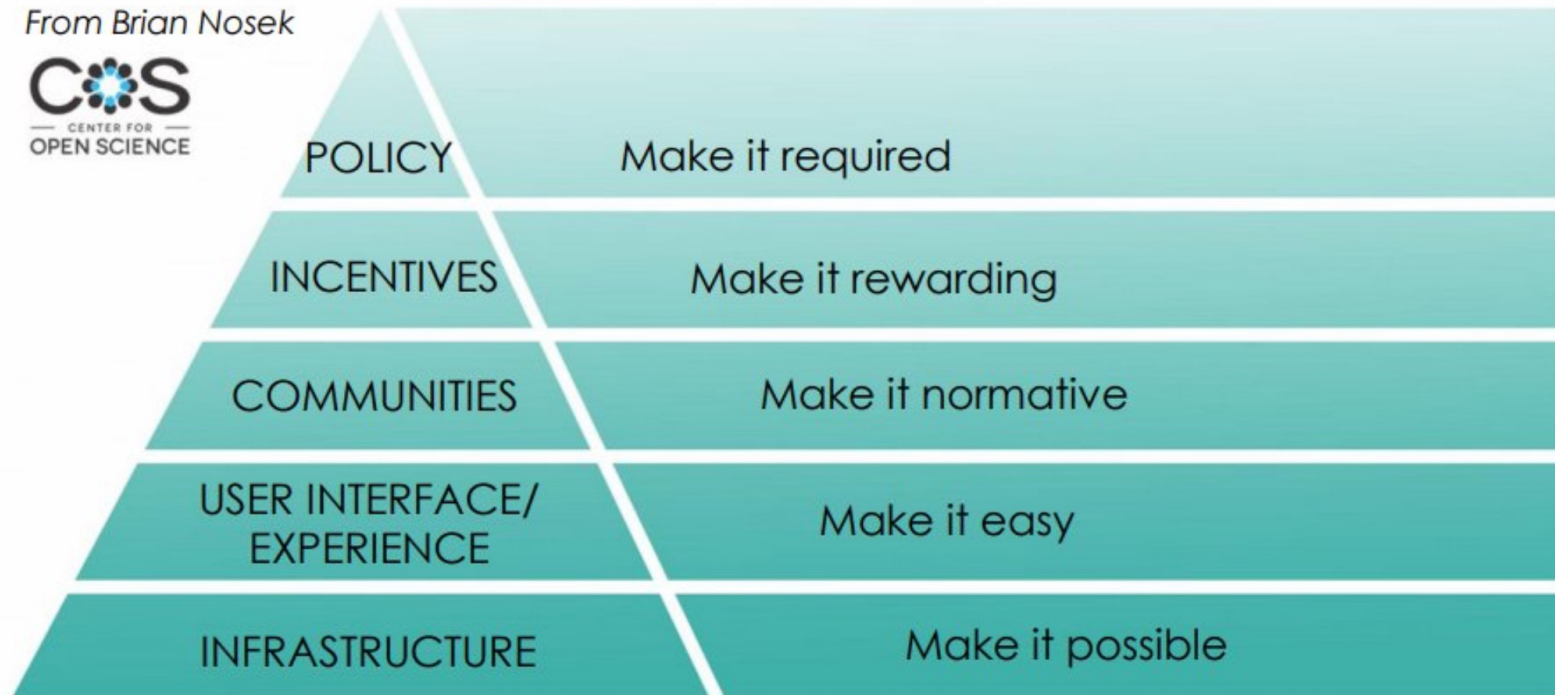 From Brian Nosek
COS
CENTER FOR
OPEN SCIENCE
POLICY
Make it required
INCENTIVES
Make it rewarding
COMMUNITIES
Make it normative
USER INTERFACE/
EXPERIENCE
Make it easy
INFRASTRUCTURE
Make it possible